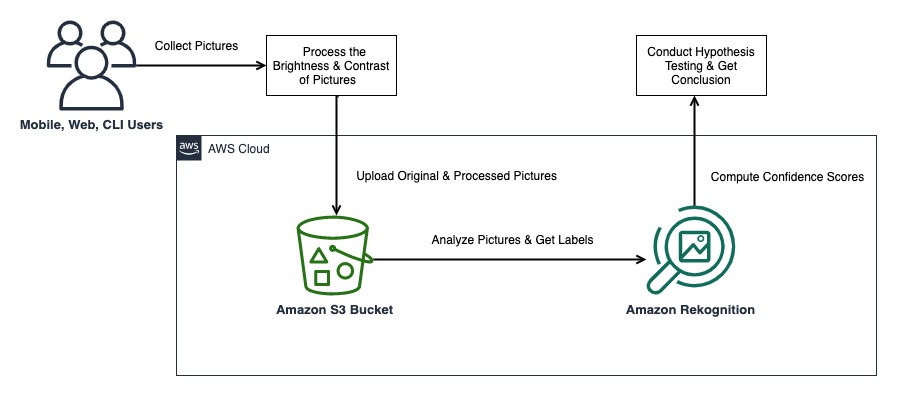 Collect Pictures
Process the
Brightness & Contrast
of Pictures
Conduct Hypothesis
Testing & Get
Conclusion
Mobile, Web, CLI Users
aws
AWS Cloud
Upload Original & Processed Pictures
Compute Confidence Scores
Analyze Pictures & Get Labels
Amazon S3 Bucket
Amazon Rekognition